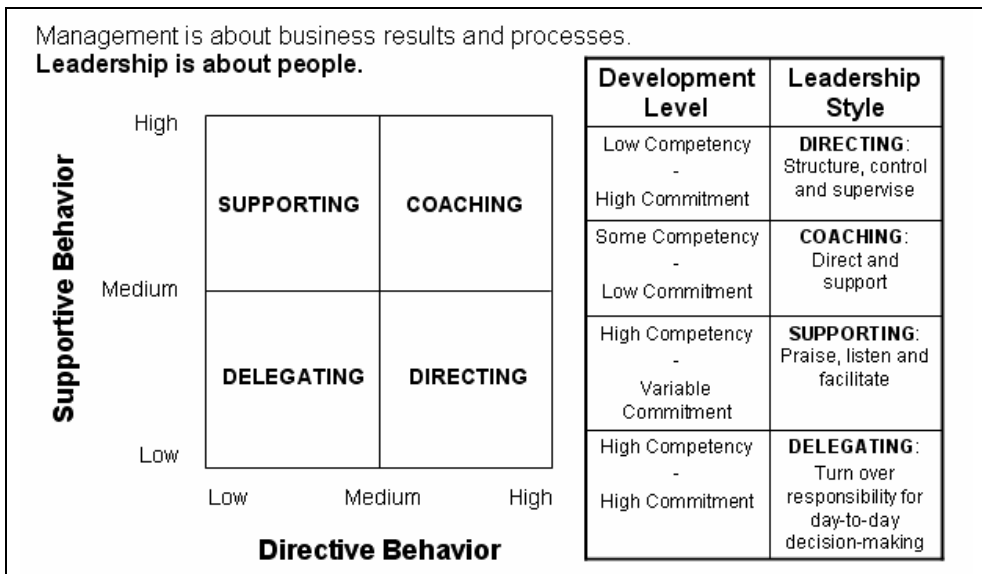 Management is about business results and processes.
Leadership is about people.
Supportive Behavior
High
Medium
Low
SUPPORTING
COACHING
DELEGATING
DIRECTING
Low
Medium
High
Directive Behavior
Development
Level
Leadership
Style
Low Competency
-
High Commitment
DIRECTING:
Structure, control
and supervise
Some Competency
-
Low Commitment
COACHING:
Direct and
support
High Competency
-
Variable
Commitment
SUPPORTING:
Praise, listen and
facilitate
High Competency
-
High Commitment
DELEGATING:
Turn over
responsibility for
day-to-day
decision-making